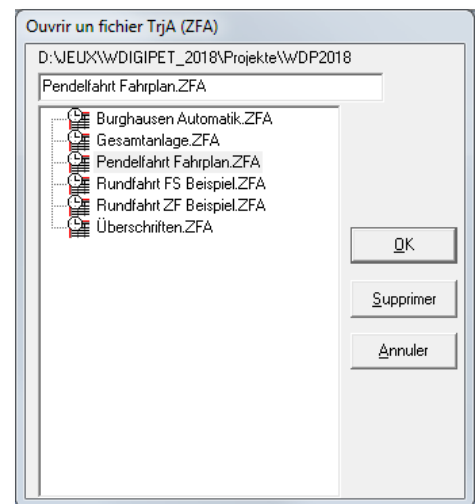 Ouvrir un fichier TrjA (ZFA)
D:\JEUX\WDIGIPET_2018\Projekte\WDP2018
Pendelfahrt Fahrplan.ZFA
Burghausen Automatik.ZFA
Gesamtanlage.ZFA
Pendelfahrt Fahrplan.ZFA
Rundfahrt FS Beispiel.ZFA
Rundfahrt ZF Beispiel.ZFA
Überschriften.ZFA
OK
Supprimer
Annuler